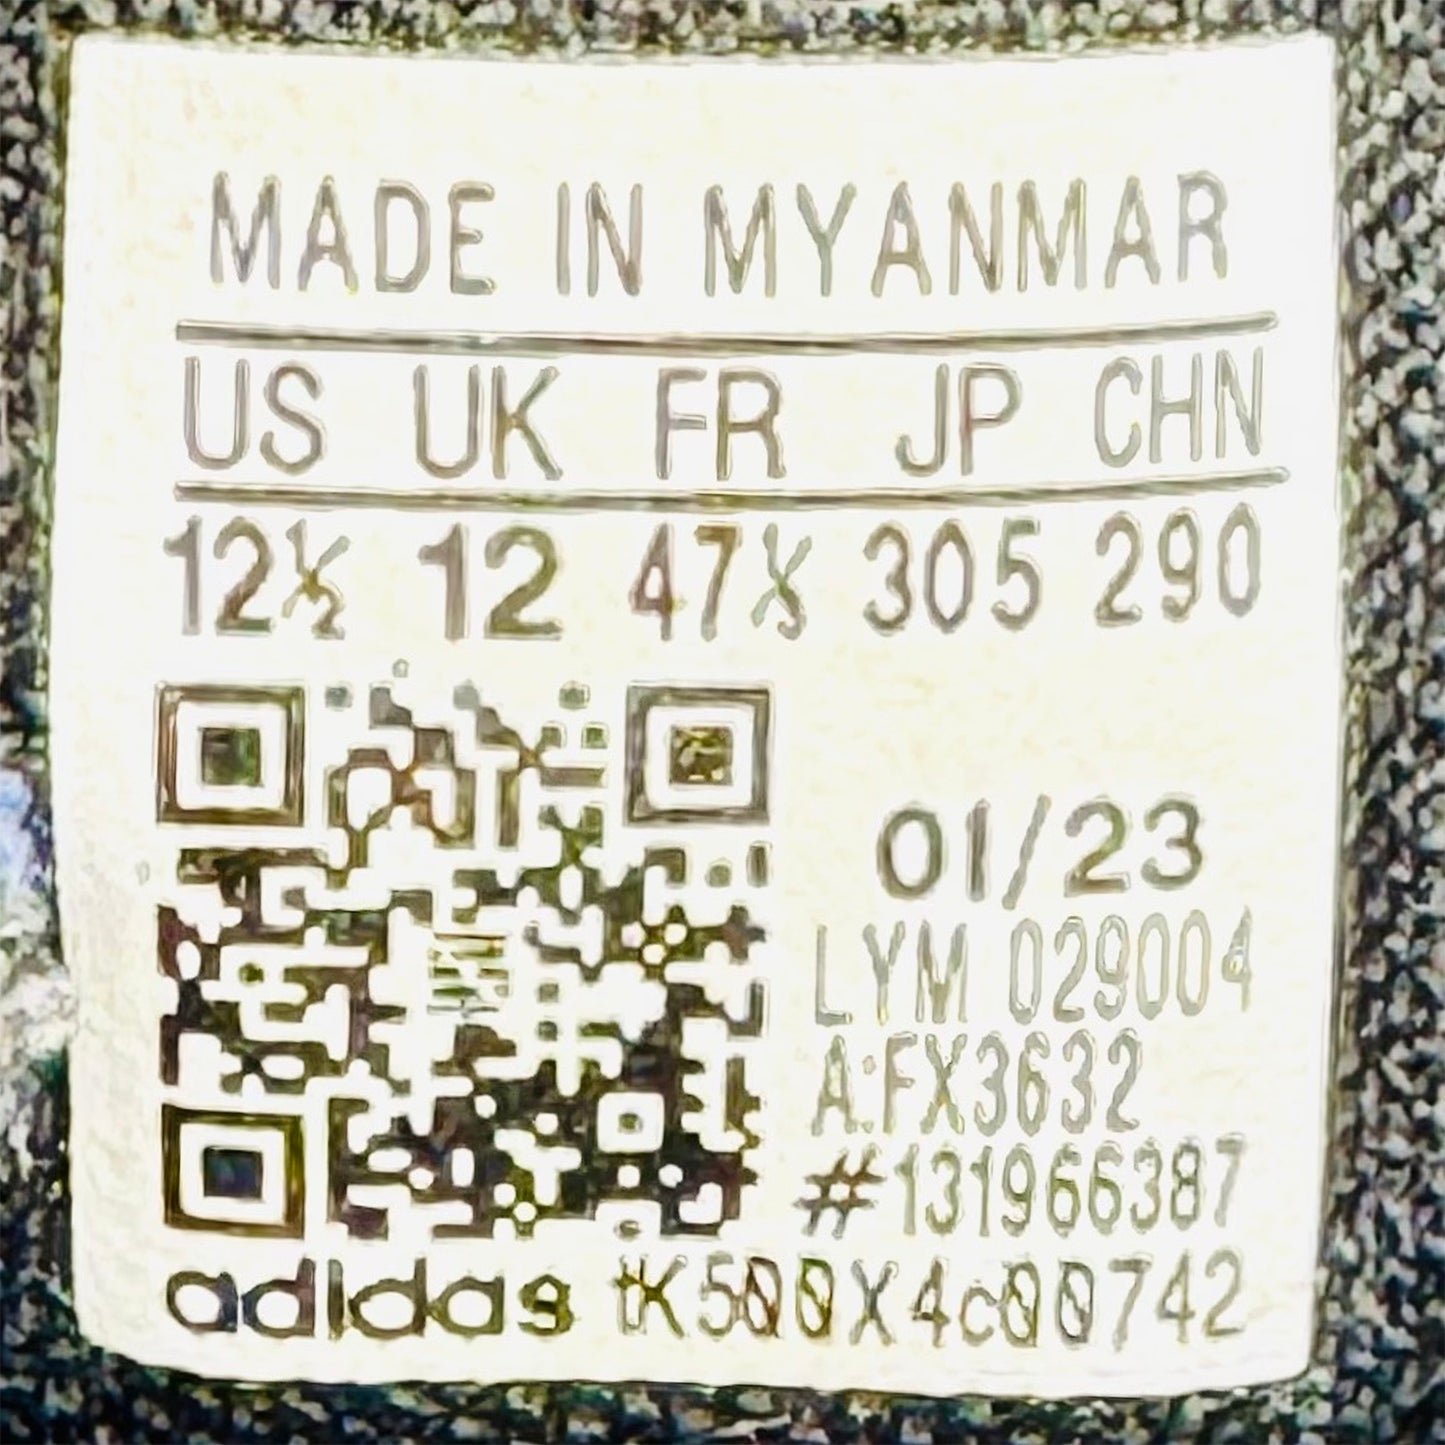 MADE IN MYANMAR
US UK FR JP CHN
12½ 12 47⅓ 305 290
01/23
LYM 029004
A:FX3632
#131966387
adidas tK500X4c00742